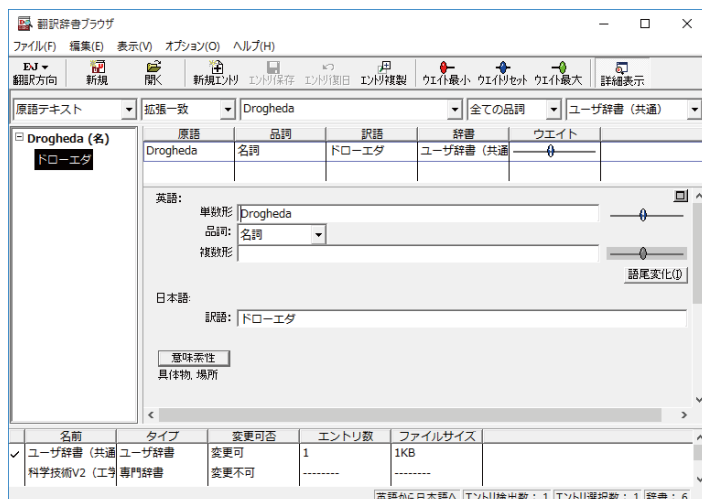 翻訳辞書ブラウザ
ファイル(F) 編集(E) 表示(V) オプション(O) ヘルプ(H)
E/J
翻訳方向 新規 開く 新規エントリ エントリ保存 エントリ復旧 エントリ複製 ウエイト最小 ウエイトリセット ウエイト最大 詳細表示
原語テキスト 拡張一致 Drogheda 全ての品詞 ユーザ辞書（共通）
Drogheda (名)
ドローエダ
原語 品詞 訳語 辞書 ウエイト
Drogheda 名詞 ドローエダ ユーザ辞書（共通
英語:
単数形 Drogheda
品詞: 名詞
複数形
語尾変化(I)
日本語:
訳語: ドローエダ
意味素性
具体物, 場所
名前 タイプ 変更可否 エントリ数 ファイルサイズ
ユーザ辞書（共通 ユーザ辞書 変更可 1 1KB
科学技術V2（工学 専門辞書 変更不可 -------- --------
英語から日本語へ エントリ検出数: 1 エントリ選択数: 1 辞書: 6